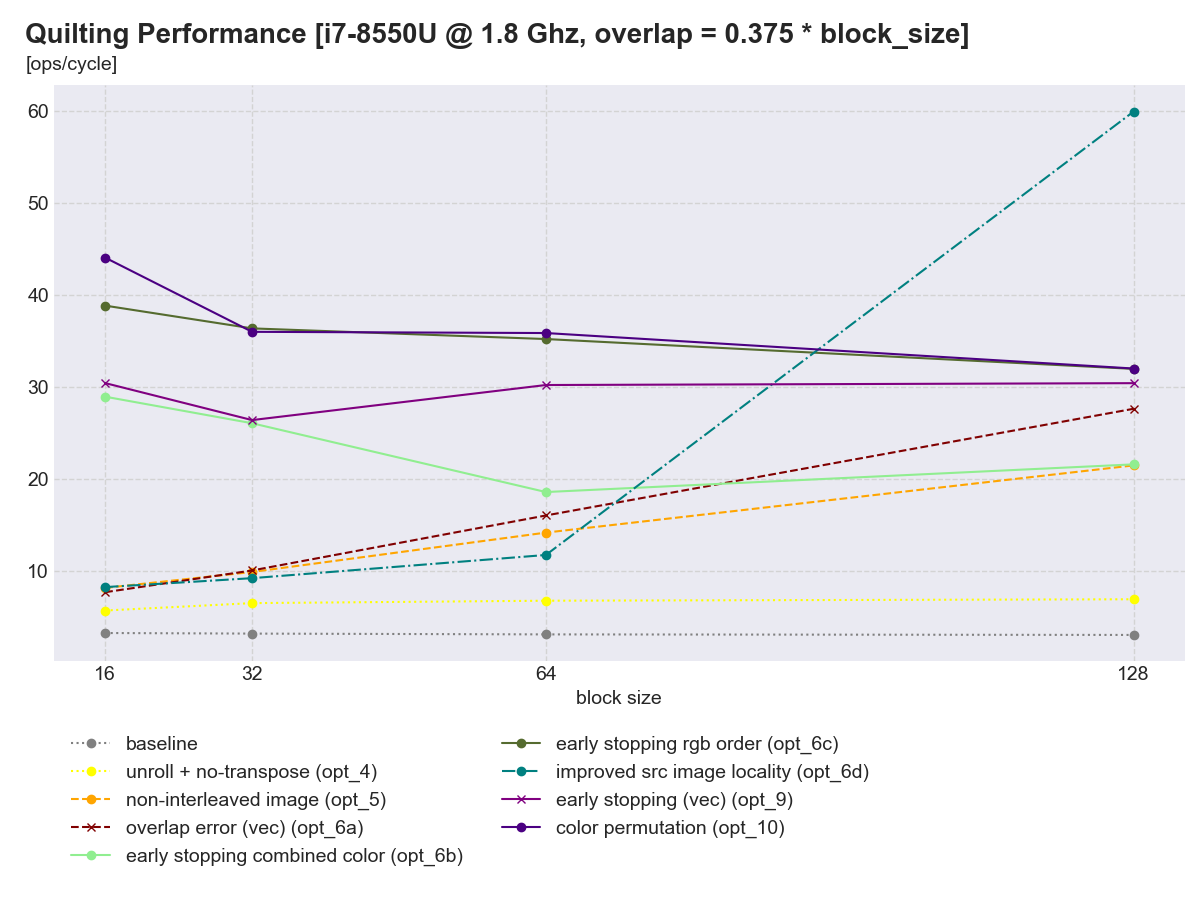 Quilting Performance [i7-8550U @ 1.8 Ghz, overlap = 0.375 * block_size]
[ops/cycle]
60
50
40
30
20
10
16 32 64 128
block size
baseline
unroll + no-transpose (opt_4)
non-interleaved image (opt_5)
overlap error (vec) (opt_6a)
early stopping combined color (opt_6b)
early stopping rgb order (opt_6c)
improved src image locality (opt_6d)
early stopping (vec) (opt_9)
color permutation (opt_10)